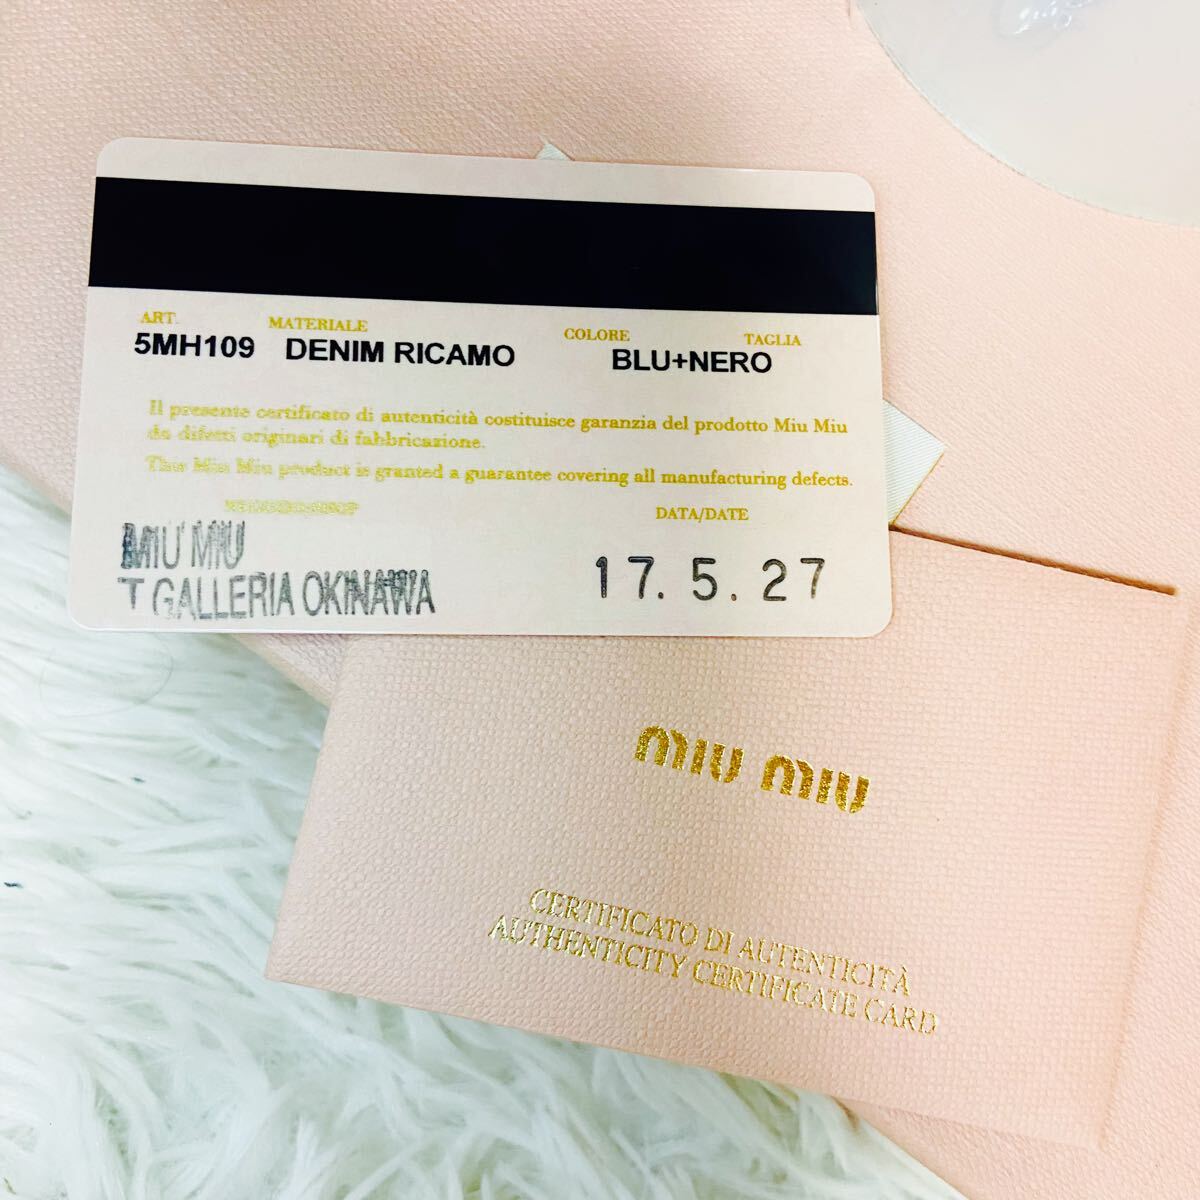 ART. MATERIALE COLORE TAGLIA
5MH109 DENIM RICAMO BLU+NERO
Il presente certificato di autenticità costituisce garanzia del prodotto Miu Miu
da difetti originari di fabbricazione.
This Miu Miu product is granted a guarantee covering all manufacturing defects.
DATA/DATE
MIU MIU
T GALLERIA OKINAWA
17. 5. 27
miu miu
CERTIFICATO DI AUTENTICITÀ
AUTHENTICITY CERTIFICATE CARD